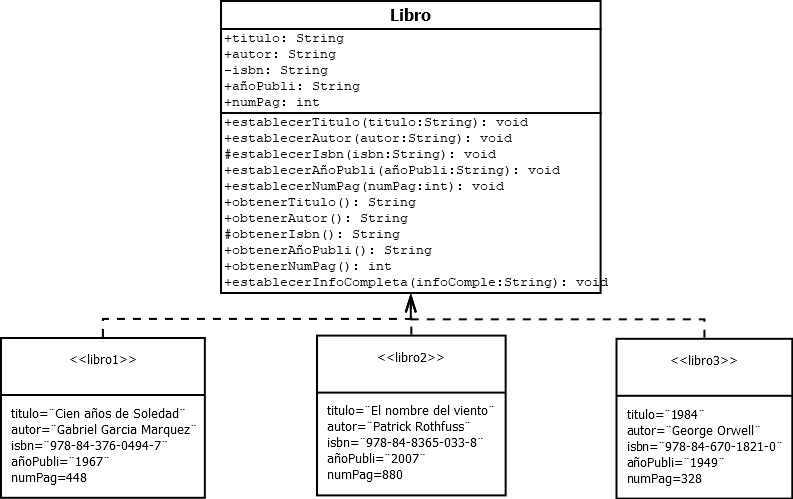 Libro
+titulo: String
+autor: String
-isbn: String
+añoPubli: String
+numPag: int
+establecerTitulo(titulo:String): void
+establecerAutor(autor:String): void
#establecerIsbn(isbn:String): void
+establecerAñoPubli(añoPubli:String): void
+establecerNumPag(numPag:int): void
+obtenerTitulo(): String
+obtenerAutor(): String
#obtenerIsbn(): String
+obtenerAñoPubli(): String
+obtenerNumPag(): int
+establecerInfoCompleta(infoComple:String): void
<<libro1>>
titulo=¨Cien años de Soledad¨
autor=¨Gabriel Garcia Marquez¨
isbn=¨978-84-376-0494-7¨
añoPubli=¨1967¨
numPag=448
<<libro2>>
titulo=¨El nombre del viento¨
autor=¨Patrick Rothfuss¨
isbn=¨978-84-8365-033-8¨
añoPubli=¨2007¨
numPag=880
<<libro3>>
titulo=¨1984¨
autor=¨George Orwell¨
isbn=¨978-84-670-1821-0¨
añoPubli=¨1949¨
numPag=328